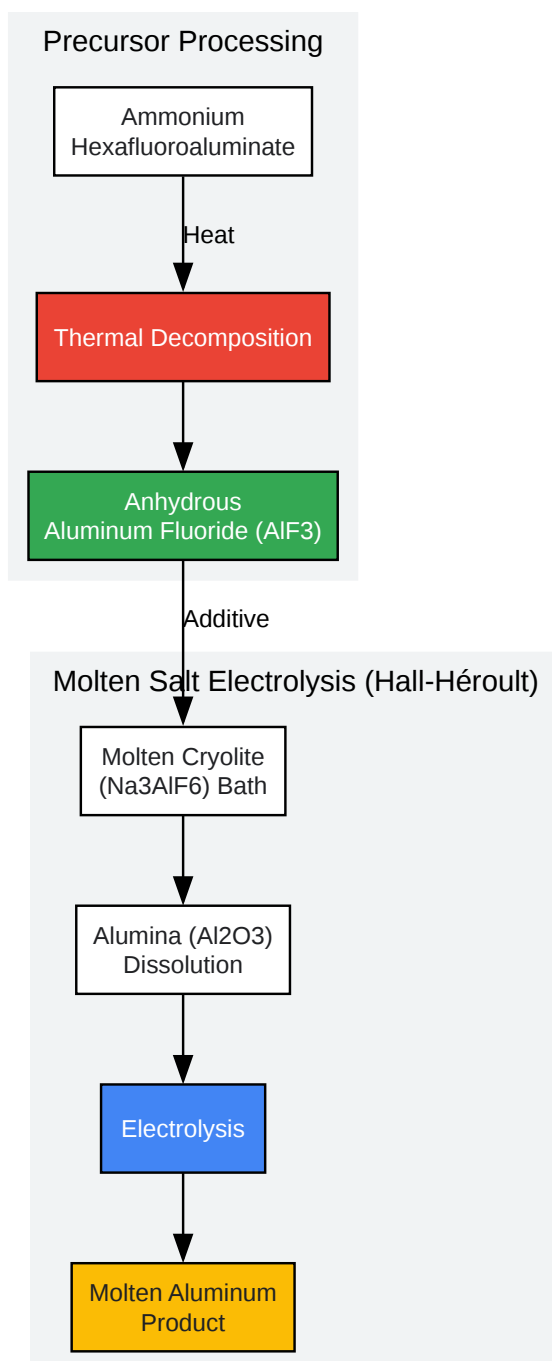 Precursor Processing
Ammonium
Hexafluoroaluminate
Heat
Thermal Decomposition
Anhydrous
Aluminum Fluoride (AlF3)
Additive
Molten Salt Electrolysis (Hall-Héroult)
Molten Cryolite
(Na3AlF6) Bath
Alumina (Al2O3)
Dissolution
Electrolysis
Molten Aluminum
Product